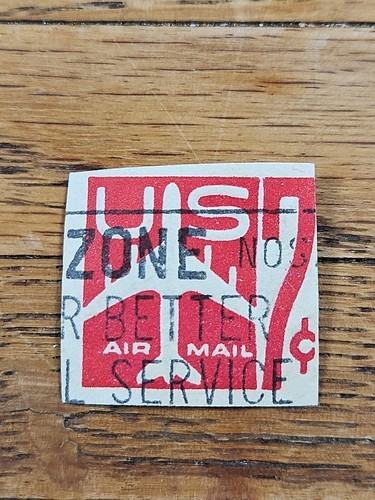 US 7¢
ZONE NOS
R BETTER
AIR MAIL
L SERVICE